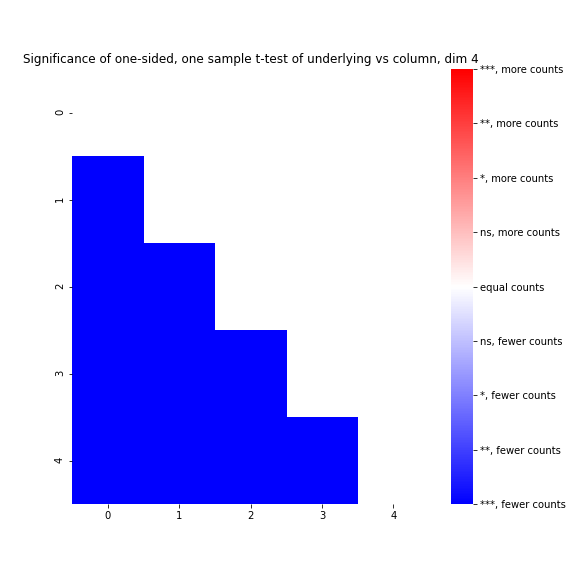 Significance of one-sided, one sample t-test of underlying vs column, dim 4
***, more counts
**, more counts
*, more counts
ns, more counts
equal counts
ns, fewer counts
*, fewer counts
**, fewer counts
***, fewer counts
0
1
2
3
4
0 1 2 3 4